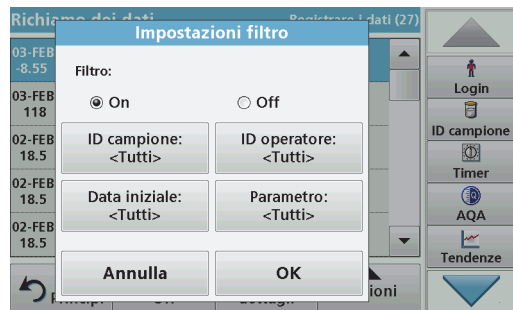 Richiamo dei dati Registrare i dati (27)
Impostazioni filtro
03-FEB
-8.55
Filtro:
On
Off
03-FEB
118
02-FEB
18.5
02-FEB
18.5
02-FEB
18.5
ID campione:
<Tutti>
ID operatore:
<Tutti>
Data iniziale:
<Tutti>
Parametro:
<Tutti>
Annulla
OK
Login
ID campione
Timer
AQA
Tendenze